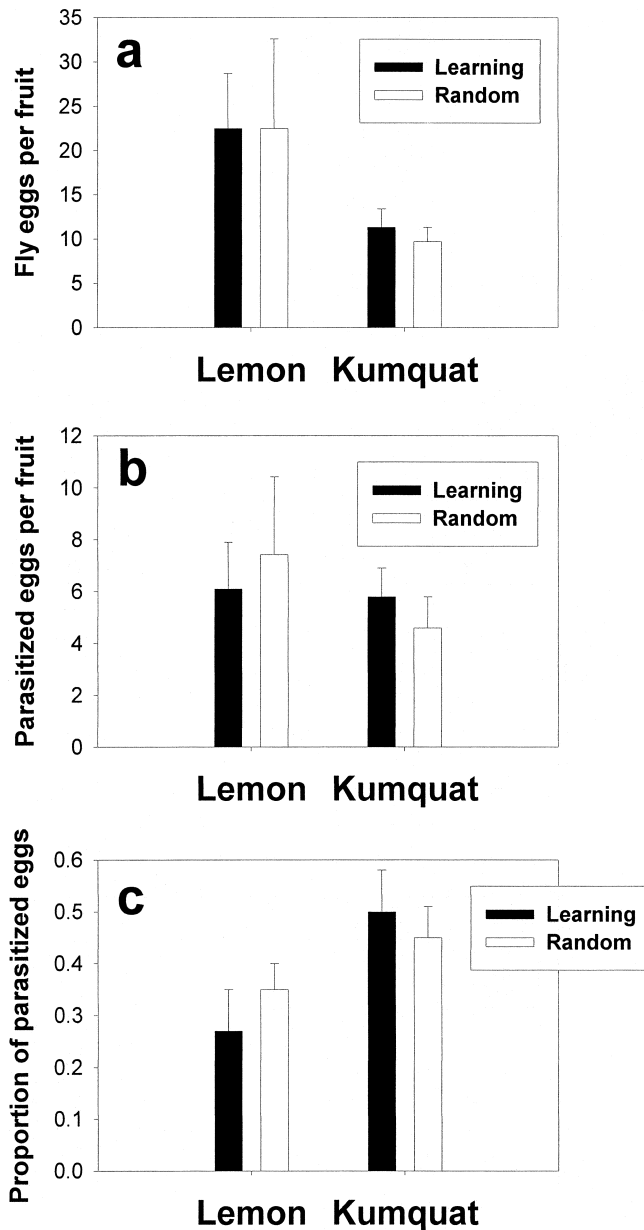 a
Fly eggs per fruit
35
30
25
20
15
10
5
0
Learning
Random
Lemon Kumquat
b
Parasitized eggs per fruit
12
10
8
6
4
2
0
Learning
Random
Lemon Kumquat
c
Proportion of parasitized eggs
0.6
0.5
0.4
0.3
0.2
0.1
0.0
Learning
Random
Lemon Kumquat